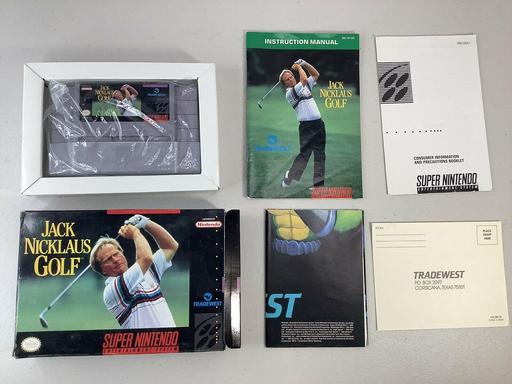 JACK
NICKLAUS
GOLF
TRADEWEST
INSTRUCTION MANUAL
JACK
NICKLAUS
GOLF
TRADEWEST
SUPER NINTENDO
CONSUMER INFORMATION
AND PRECAUTIONS BOOKLET
SUPER NINTENDO
ENTERTAINMENT SYSTEM
JACK
NICKLAUS
GOLF
Nintendo
TRADEWEST
SUPER NINTENDO
ENTERTAINMENT SYSTEM
ST
PLACE
STAMP
HERE
TRADEWEST
P.O. BOX 2097
CORSICANA, TEXAS 75151